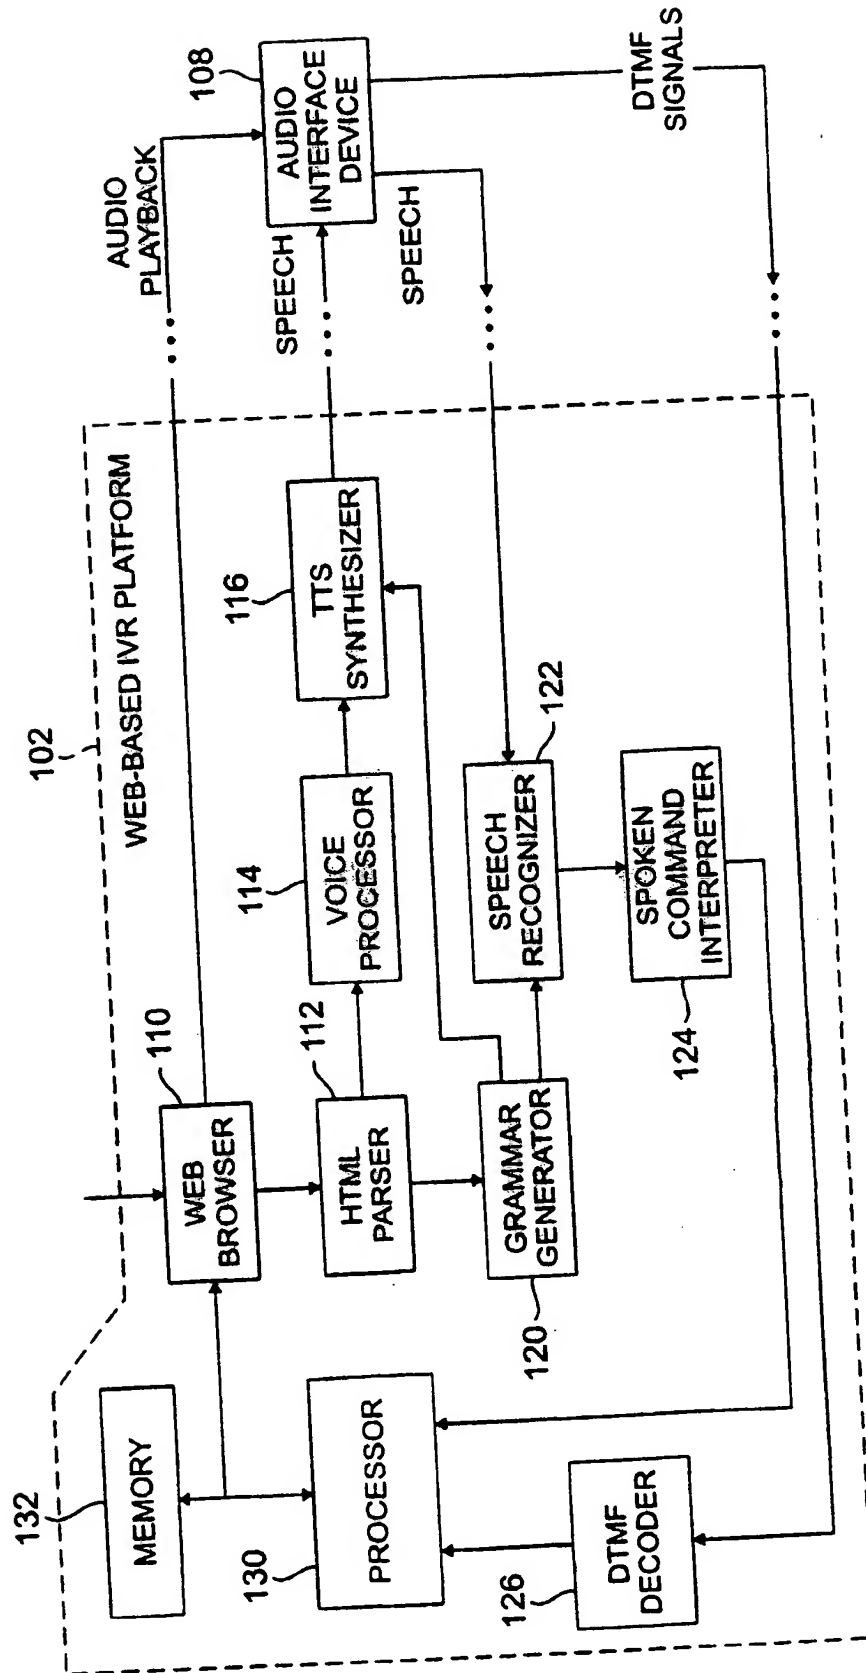 102
WEB-BASED IVR PLATFORM
132
MEMORY
110
WEB
BROWSER
AUDIO
PLAYBACK
108
AUDIO
INTERFACE
DEVICE
130
PROCESSOR
112
HTML
PARSER
114
VOICE
PROCESSOR
116
TTS
SYNTHESIZER
SPEECH
SPEECH
120
GRAMMAR
GENERATOR
SPEECH
RECOGNIZER
122
126
DTMF
DECODER
124
SPOKEN
COMMAND
INTERPRETER
DTMF
SIGNALS